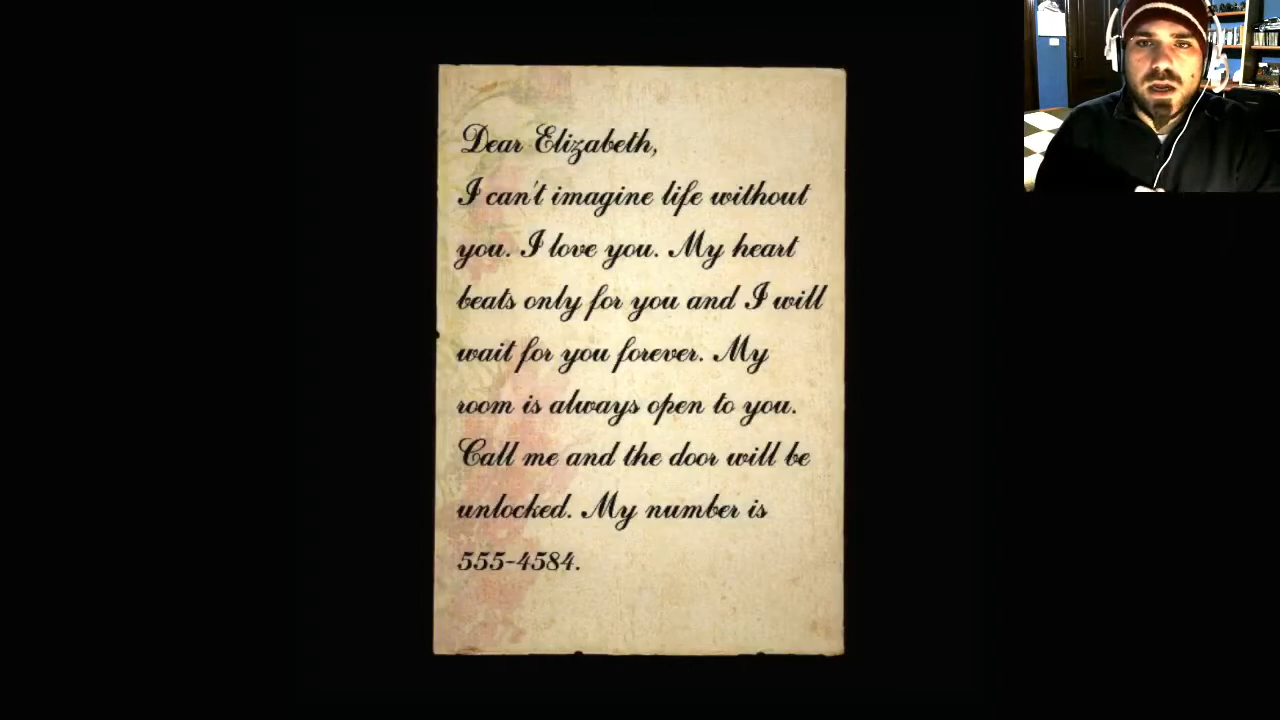 Dear Elizabeth,
I can't imagine life without
you. I love you. My heart
beats only for you and I will
wait for you forever. My
room is always open to you.
Call me and the door will be
unlocked. My number is
555-4584.